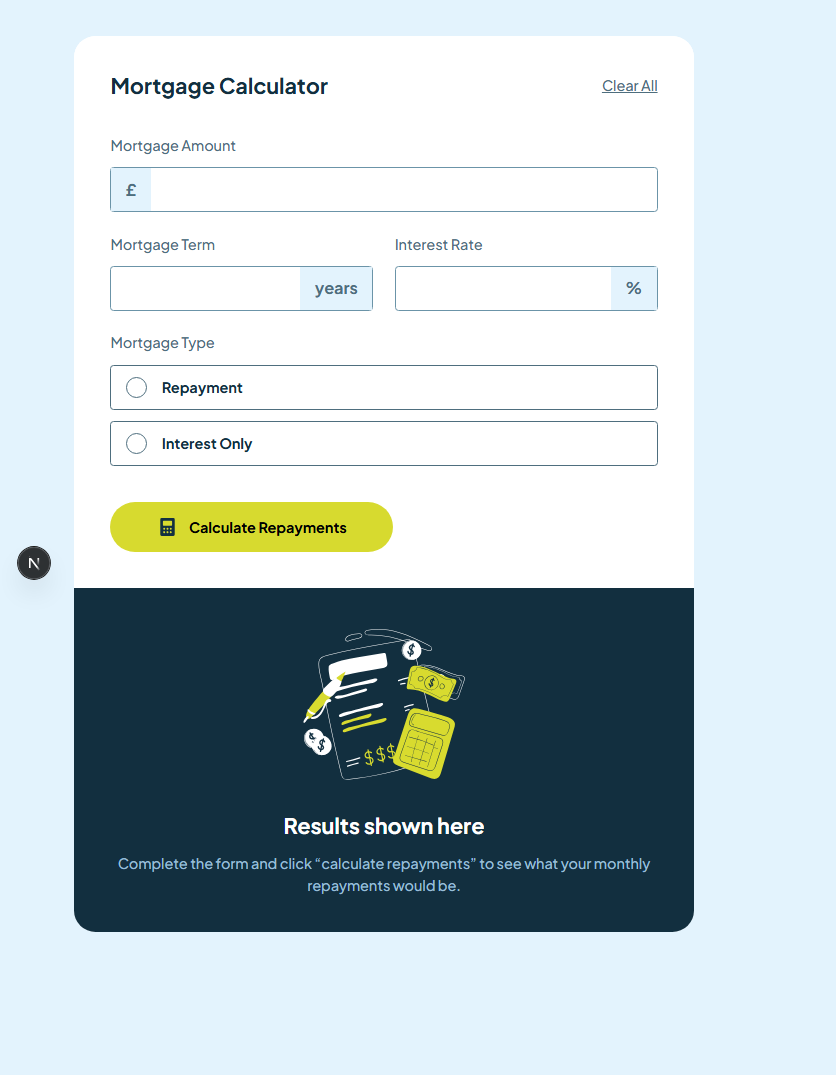 Mortgage Calculator
Clear All
Mortgage Amount
£
Mortgage Term
Interest Rate
years
%
Mortgage Type
Repayment
Interest Only
Calculate Repayments
N
$
$
$ $
$ $ $
Results shown here
Complete the form and click “calculate repayments” to see what your monthly
repayments would be.